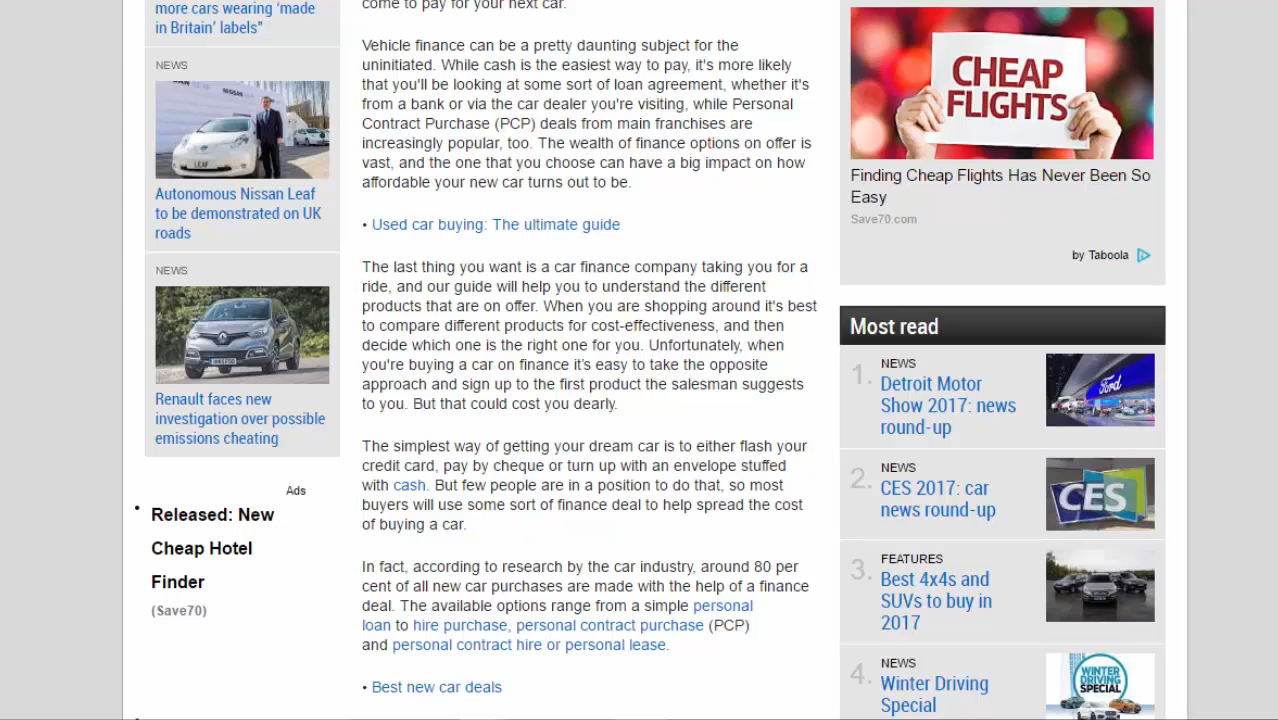 more cars wearing ‘made
in Britain’ labels”
NEWS
Autonomous Nissan Leaf
to be demonstrated on UK
roads
NEWS
Renault faces new
investigation over possible
emissions cheating
Ads
• Released: New
Cheap Hotel
Finder
(Save70)
come to pay for your next car.
Vehicle finance can be a pretty daunting subject for the
uninitiated. While cash is the easiest way to pay, it's more likely
that you'll be looking at some sort of loan agreement, whether it's
from a bank or via the car dealer you're visiting, while Personal
Contract Purchase (PCP) deals from main franchises are
increasingly popular, too. The wealth of finance options on offer is
vast, and the one that you choose can have a big impact on how
affordable your new car turns out to be.
• Used car buying: The ultimate guide
The last thing you want is a car finance company taking you for a
ride, and our guide will help you to understand the different
products that are on offer. When you are shopping around it's best
to compare different products for cost-effectiveness, and then
decide which one is the right one for you. Unfortunately, when
you're buying a car on finance it’s easy to take the opposite
approach and sign up to the first product the salesman suggests
to you. But that could cost you dearly.
The simplest way of getting your dream car is to either flash your
credit card, pay by cheque or turn up with an envelope stuffed
with cash. But few people are in a position to do that, so most
buyers will use some sort of finance deal to help spread the cost
of buying a car.
In fact, according to research by the car industry, around 80 per
cent of all new car purchases are made with the help of a finance
deal. The available options range from a simple personal
loan to hire purchase, personal contract purchase (PCP)
and personal contract hire or personal lease.
• Best new car deals
CHEAP
FLIGHTS
Finding Cheap Flights Has Never Been So
Easy
Save70.com
by Taboola
Most read
1. NEWS
Detroit Motor
Show 2017: news
round-up
Ford
2. NEWS
CES 2017: car
news round-up
CES
3. FEATURES
Best 4x4s and
SUVs to buy in
2017
4. NEWS
Winter Driving
Special
WINTER
DRIVING
SPECIAL
LEAF